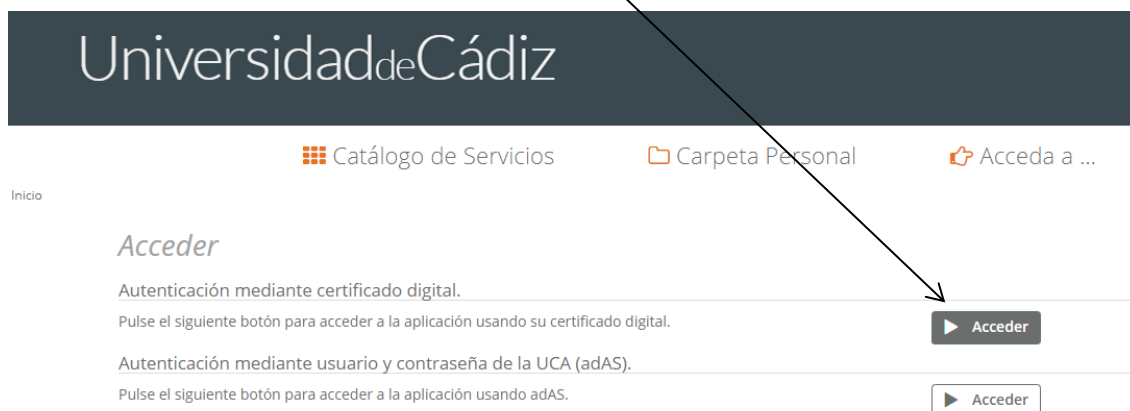 UniversidaddeCádiz
Catálogo de Servicios Carpeta Personal Acceda a ...
Inicio
Acceder
Autenticación mediante certificado digital.
Pulse el siguiente botón para acceder a la aplicación usando su certificado digital.
Acceder
Autenticación mediante usuario y contraseña de la UCA (adAS).
Pulse el siguiente botón para acceder a la aplicación usando adAS.
Acceder